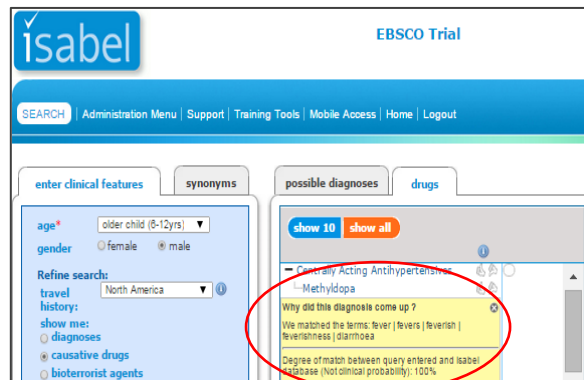 isabel
EBSCO Trial
SEARCH | Administration Menu | Support | Training Tools | Mobile Access | Home | Logout
enter clinical features
synonyms
possible diagnoses
drugs
age* older child (6-12yrs)
gender female male
Refine search:
travel history: North America
show me:
diagnoses
causative drugs
bioterrorist agents
show 10 show all
Centrally Acting Antihypertensives
Methyldopa
Why did this diagnosis come up ?
We matched the terms: fever | fevers | feverish |
feverishness | diarrhoea
Degree of match between query entered and Isabel
database (Not clinical probability): 100%